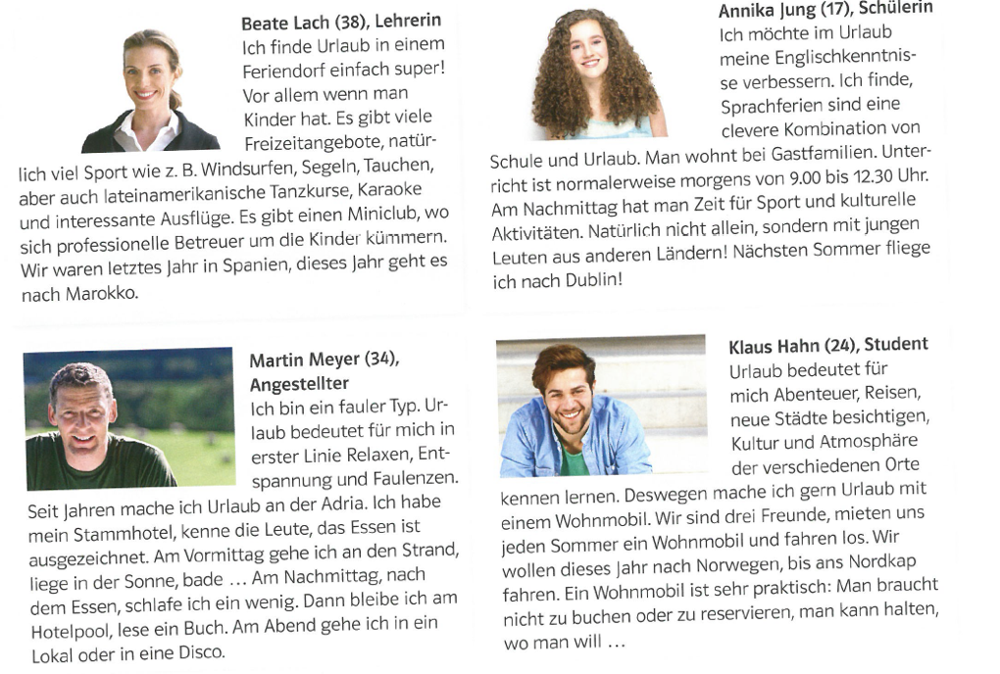 Beate Lach (38), Lehrerin
Ich finde Urlaub in einem
Feriendorf einfach super!
Vor allem wenn man
Kinder hat. Es gibt viele
Freizeitangebote, natür-
lich viel Sport wie z. B. Windsurfen, Segeln, Tauchen,
aber auch lateinamerikanische Tanzkurse, Karaoke
und interessante Ausflüge. Es gibt einen Miniclub, wo
sich professionelle Betreuer um die Kinder kümmern.
Wir waren letztes Jahr in Spanien, dieses Jahr geht es
nach Marokko.
Annika Jung (17), Schülerin
Ich möchte im Urlaub
meine Englischkenntnis-
se verbessern. Ich finde,
Sprachferien sind eine
clevere Kombination von
Schule und Urlaub. Man wohnt bei Gastfamilien. Unter-
richt ist normalerweise morgens von 9.00 bis 12.30 Uhr.
Am Nachmittag hat man Zeit für Sport und kulturelle
Aktivitäten. Natürlich nicht allein, sondern mit jungen
Leuten aus anderen Ländern! Nächsten Sommer fliege
ich nach Dublin!
Martin Meyer (34),
Angestellter
Ich bin ein fauler Typ. Ur-
laub bedeutet für mich in
erster Linie Relaxen, Ent-
spannung und Faulenzen.
Seit Jahren mache ich Urlaub an der Adria. Ich habe
mein Stammhotel, kenne die Leute, das Essen ist
ausgezeichnet. Am Vormittag gehe ich an den Strand,
liege in der Sonne, bade … Am Nachmittag, nach
dem Essen, schlafe ich ein wenig. Dann bleibe ich am
Hotelpool, lese ein Buch. Am Abend gehe ich in ein
Lokal oder in eine Disco.
Klaus Hahn (24), Student
Urlaub bedeutet für
mich Abenteuer, Reisen,
neue Städte besichtigen,
Kultur und Atmosphäre
der verschiedenen Orte
kennen lernen. Deswegen mache ich gern Urlaub mit
einem Wohnmobil. Wir sind drei Freunde, mieten uns
jeden Sommer ein Wohnmobil und fahren los. Wir
wollen dieses Jahr nach Norwegen, bis ans Nordkap
fahren. Ein Wohnmobil ist sehr praktisch: Man braucht
nicht zu buchen oder zu reservieren, man kann halten,
wo man will …